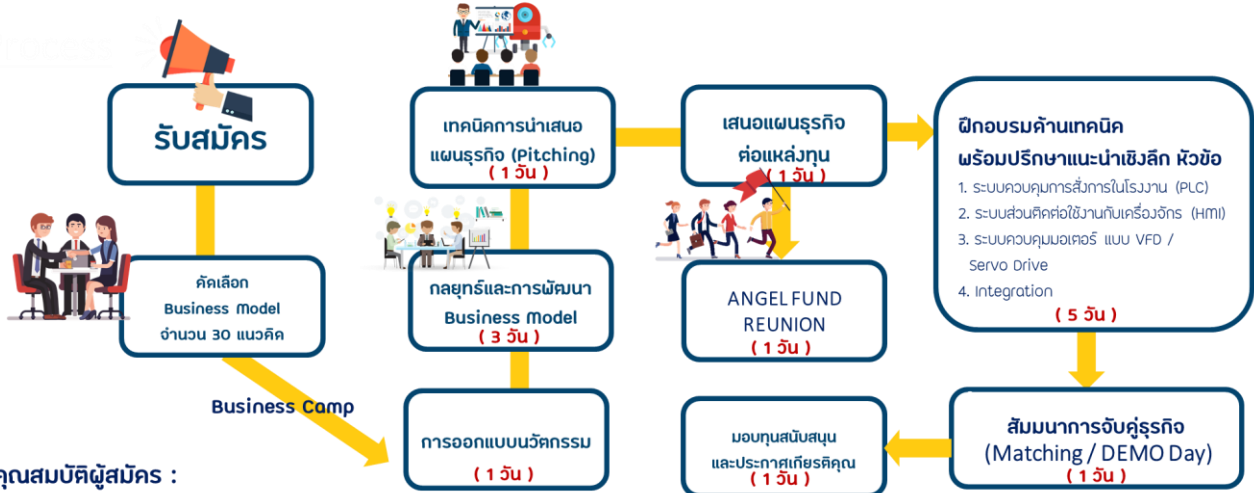 Process
รับสมัคร
คัดเลือก
Business Model
จำนวน 30 แนวคิด
Business Camp
การออกแบบนวัตกรรม
( 1 วัน )
กลยุทธ์และการพัฒนา
Business Model
( 3 วัน )
เทคนิคการนำเสนอ
แผนธุรกิจ (Pitching)
( 1 วัน )
เสนอแผนธุรกิจ
ต่อแหล่งทุน
( 1 วัน )
ANGEL FUND
REUNION
( 1 วัน )
ฝึกอบรมด้านเทคนิค
พร้อมปรึกษาแนะนำเชิงลึก หัวข้อ
1. ระบบควบคุมการสั่งการในโรงงาน (PLC)
2. ระบบส่วนติดต่อใช้งานกับเครื่องจักร (HMI)
3. ระบบควบคุมมอเตอร์ แบบ VFD /
Servo Drive
4. Integration
( 5 วัน )
สัมมนาการจับคู่ธุรกิจ
(Matching / DEMO Day)
( 1 วัน )
มอบทุนสนับสนุน
และประกาศเกียรติคุณ
( 1 วัน )
คุณสมบัติผู้สมัคร :